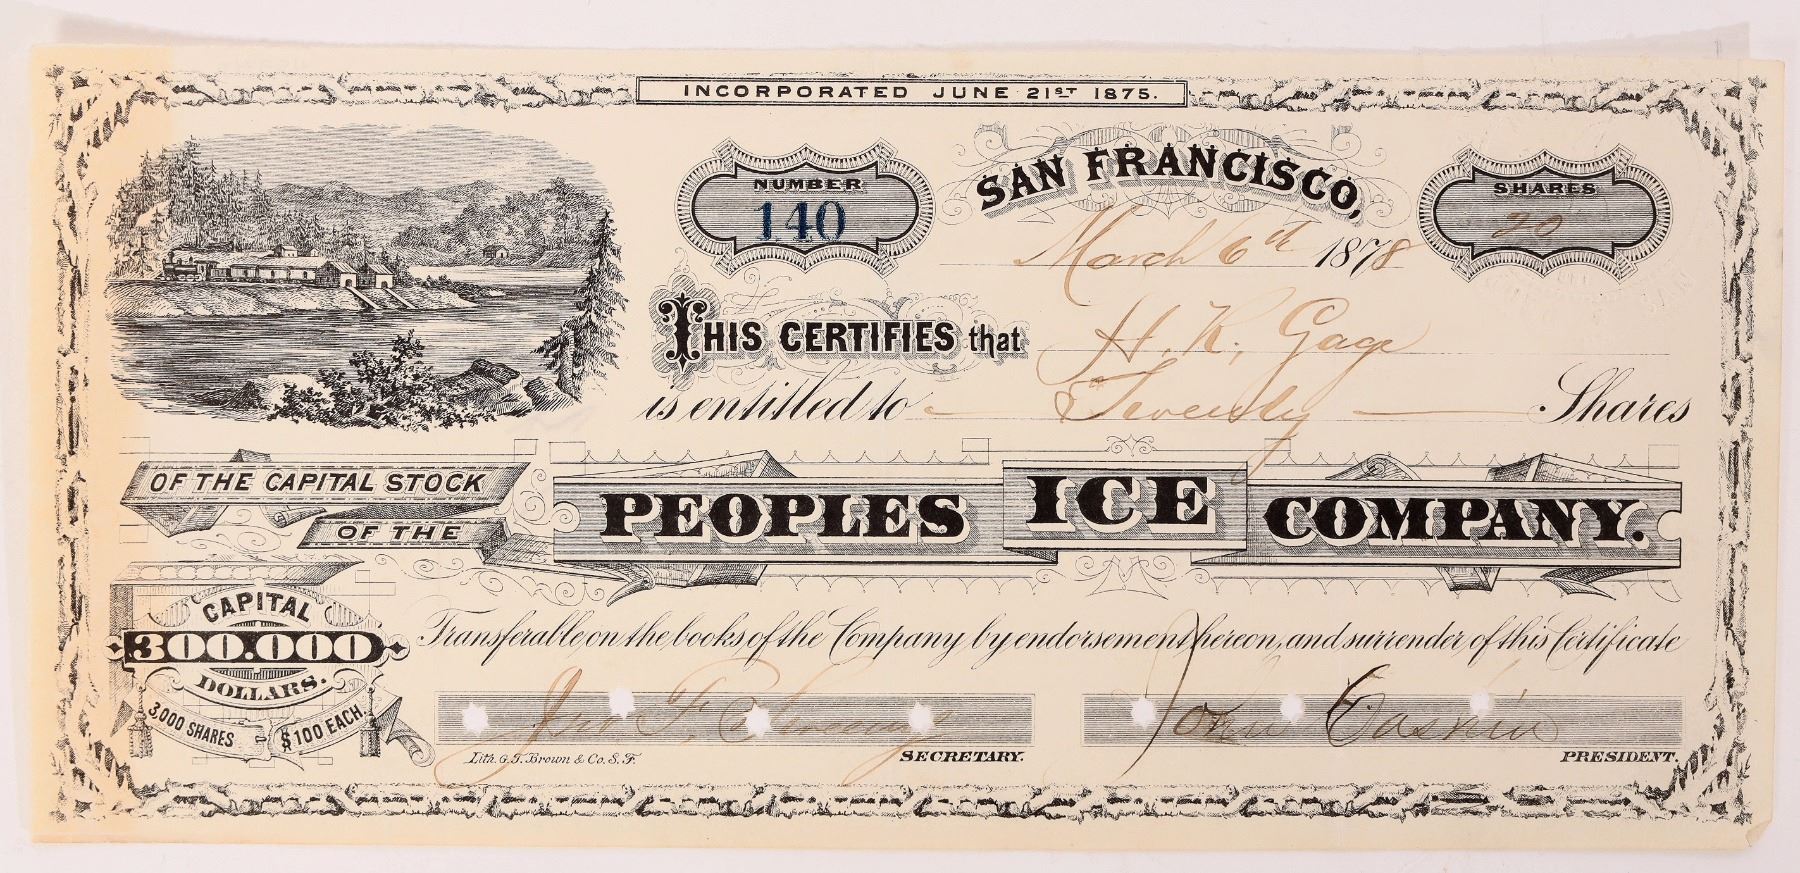 INCORPORATED JUNE 21ST 1875.
NUMBER
140
SAN FRANCISCO,
March 6th 1878
SHARES
20
THIS CERTIFIES that H. K. Gage
is entitled to Twenty Shares
OF THE CAPITAL STOCK
OF THE
PEOPLES ICE COMPANY.
CAPITAL
300.000
DOLLARS.
3,000 SHARES $100 EACH.
Transferable on the books of the Company by endorsement hereon, and surrender of this Certificate
Jno F.
SECRETARY.
John Gaskin
PRESIDENT.
Lith. G.T. Brown & Co. S.F.